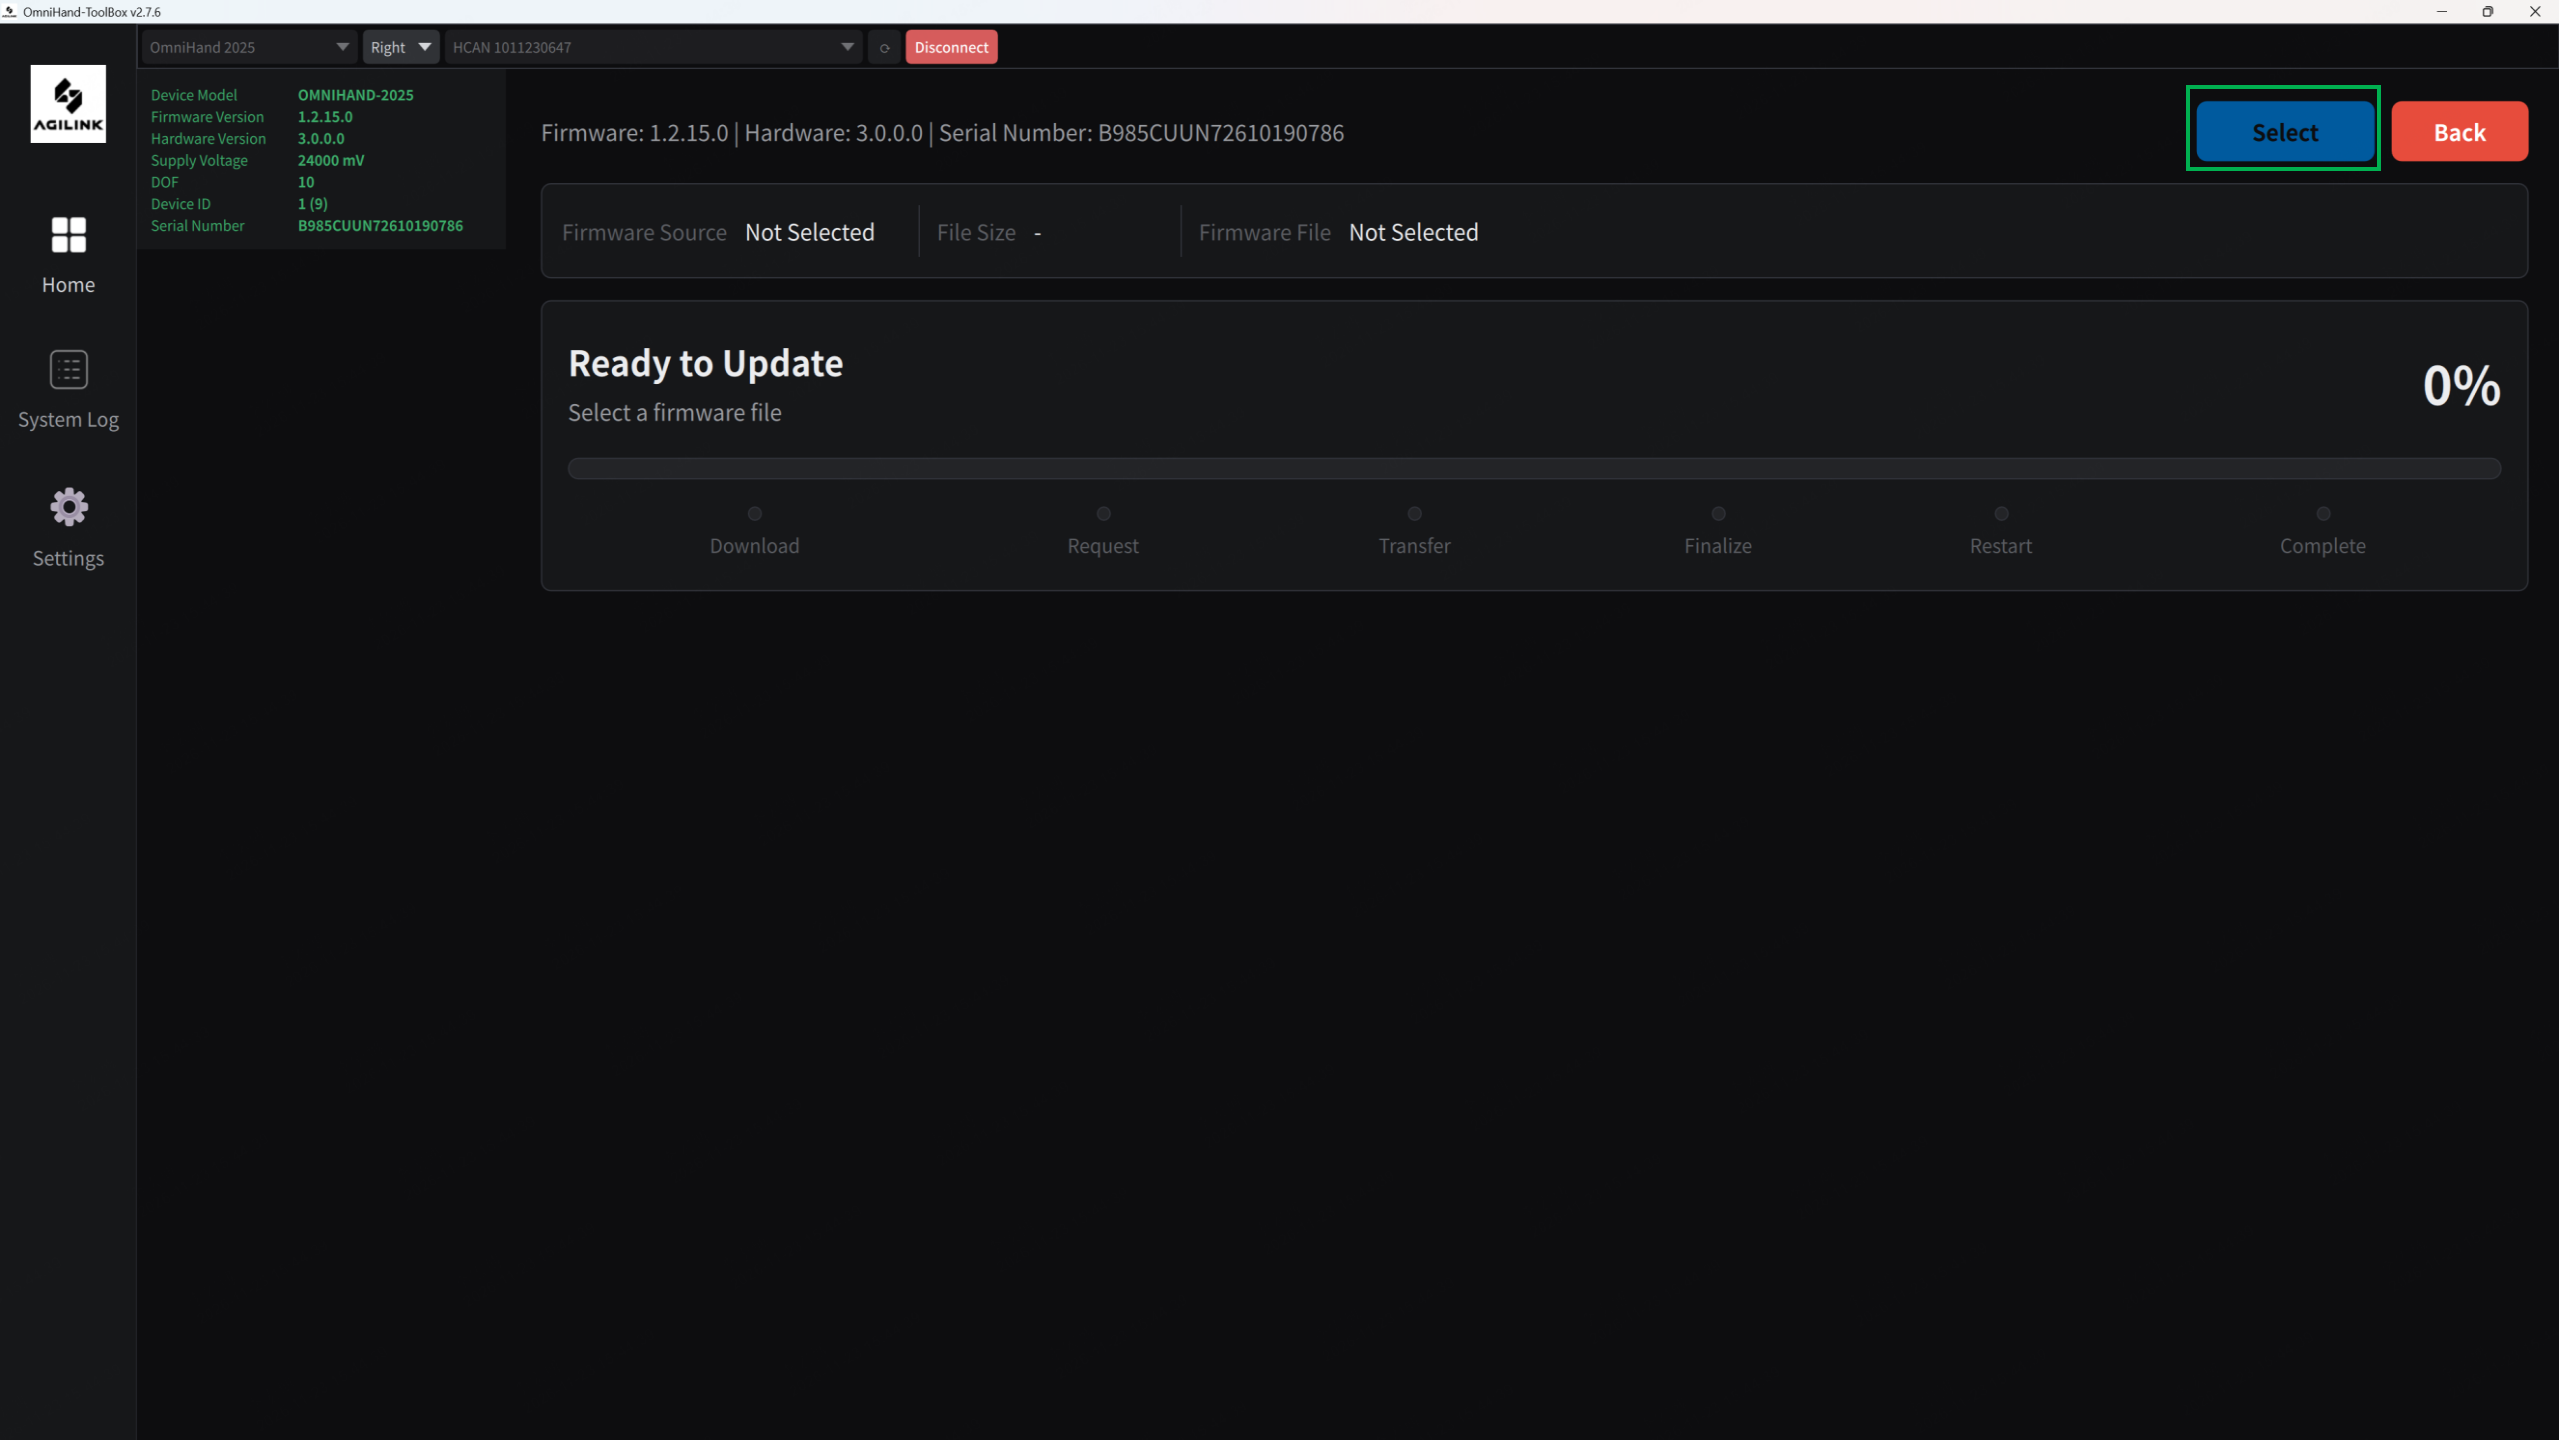 OmniHand-ToolBox v2.7.6
OmniHand 2025 Right HCAN 1011230647 Disconnect
AGILINK
Home
System Log
Settings
Device Model OMNIHAND-2025
Firmware Version 1.2.15.0
Hardware Version 3.0.0.0
Supply Voltage 24000 mV
DOF 10
Device ID 1 (9)
Serial Number B985CUUN72610190786
Firmware: 1.2.15.0 | Hardware: 3.0.0.0 | Serial Number: B985CUUN72610190786
Select Back
Firmware Source Not Selected File Size - Firmware File Not Selected
Ready to Update
Select a firmware file
0%
Download Request Transfer Finalize Restart Complete